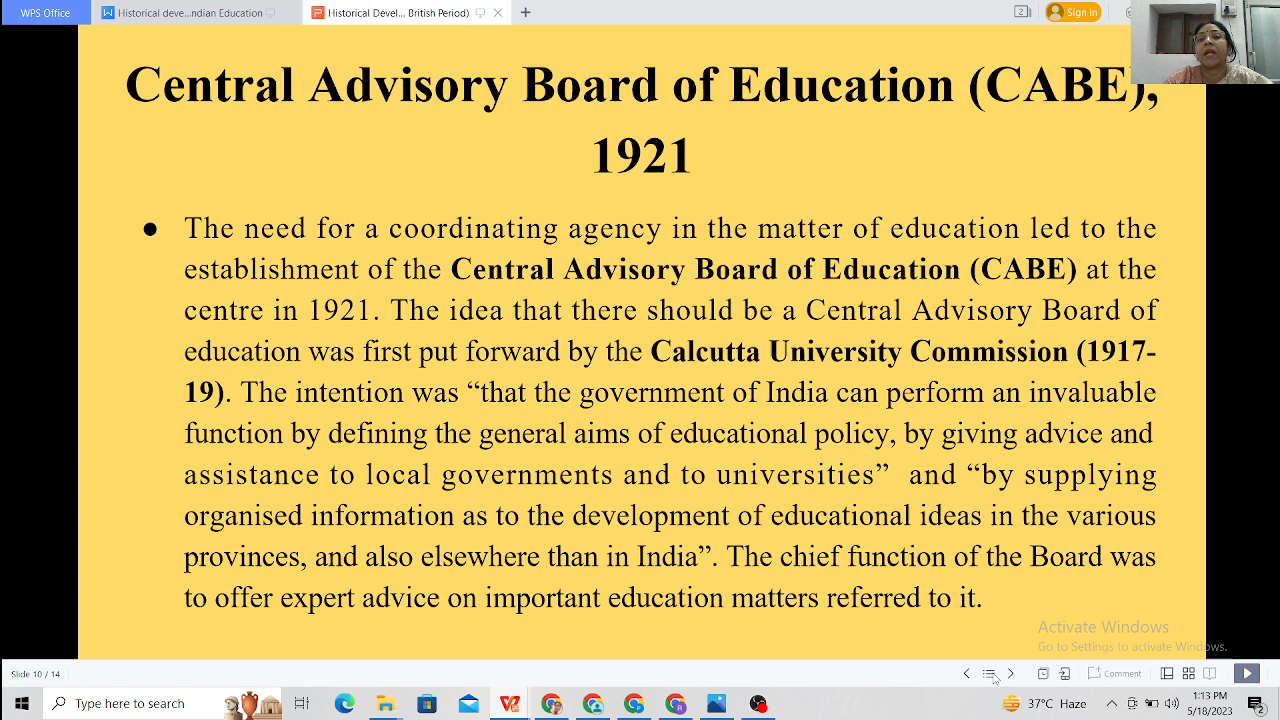 WPS Office
Historical deve...ndian Education
Historical Devel... British Period)
2
Sign in
Central Advisory Board of Education (CABE),
1921
● The need for a coordinating agency in the matter of education led to the
establishment of the Central Advisory Board of Education (CABE) at the
centre in 1921. The idea that there should be a Central Advisory Board of
education was first put forward by the Calcutta University Commission (1917-
19). The intention was “that the government of India can perform an invaluable
function by defining the general aims of educational policy, by giving advice and
assistance to local governments and to universities” and “by supplying
organised information as to the development of educational ideas in the various
provinces, and also elsewhere than in India”. The chief function of the Board was
to offer expert advice on important education matters referred to it.
Activate Windows
Go to Settings to activate Windows.
Slide 10 / 14
Comment
Type here to search
37°C Haze
1:13 PM
5/18/2023
2